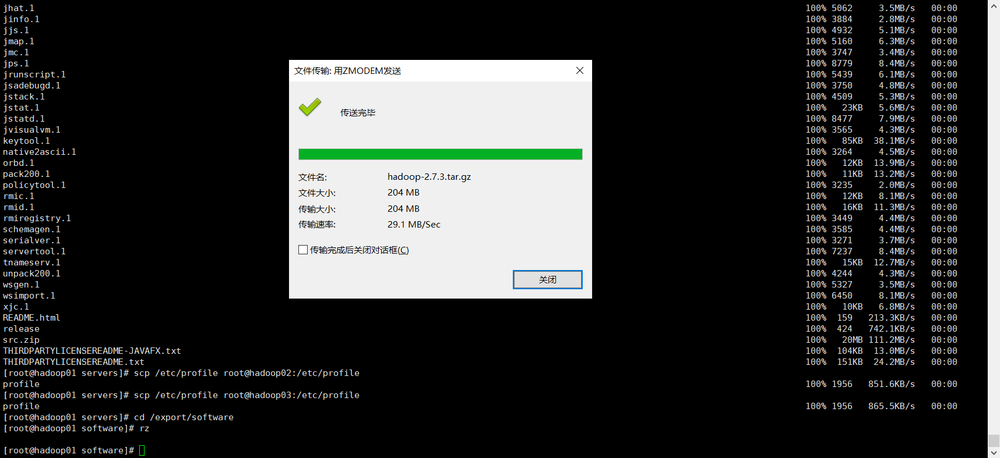 jhat.1 100% 5062 3.5MB/s 00:00
jinfo.1 100% 3884 2.8MB/s 00:00
jjs.1 100% 4932 5.1MB/s 00:00
jmap.1 100% 5160 6.3MB/s 00:00
jmc.1 100% 3747 3.4MB/s 00:00
jps.1 100% 8779 8.4MB/s 00:00
jrunscript.1 100% 5439 6.1MB/s 00:00
jsadebugd.1 100% 3750 4.8MB/s 00:00
jstack.1 100% 4509 5.3MB/s 00:00
jstat.1 100% 23KB 5.6MB/s 00:00
jstatd.1 100% 8477 7.9MB/s 00:00
jvisualvm.1 100% 3565 4.3MB/s 00:00
keytool.1 100% 85KB 38.1MB/s 00:00
native2ascii.1 100% 3264 4.5MB/s 00:00
orbd.1 100% 12KB 13.9MB/s 00:00
pack200.1 100% 11KB 13.2MB/s 00:00
policytool.1 100% 3235 2.0MB/s 00:00
rmic.1 100% 12KB 8.1MB/s 00:00
rmid.1 100% 16KB 11.3MB/s 00:00
rmiregistry.1 100% 3449 4.4MB/s 00:00
schemagen.1 100% 3585 4.4MB/s 00:00
serialver.1 100% 3271 3.7MB/s 00:00
servertool.1 100% 7237 8.4MB/s 00:00
tnameserv.1 100% 15KB 12.7MB/s 00:00
unpack200.1 100% 4244 4.3MB/s 00:00
wsgen.1 100% 5327 3.5MB/s 00:00
wsimport.1 100% 6450 8.1MB/s 00:00
xjc.1 100% 10KB 6.8MB/s 00:00
README.html 100% 159 213.3KB/s 00:00
release 100% 424 742.1KB/s 00:00
src.zip 100% 20MB 111.2MB/s 00:00
THIRDPARTYLICENSEREADME-JAVAFX.txt 100% 104KB 13.0MB/s 00:00
THIRDPARTYLICENSEREADME.txt 100% 151KB 24.2MB/s 00:00
[root@hadoop01 servers]# scp /etc/profile root@hadoop02:/etc/profile
profile 100% 1956 851.6KB/s 00:00
[root@hadoop01 servers]# scp /etc/profile root@hadoop03:/etc/profile
profile 100% 1956 865.5KB/s 00:00
[root@hadoop01 servers]# cd /export/software
[root@hadoop01 software]# rz
[root@hadoop01 software]#
文件传输: 用ZMODEM发送
传送完毕
文件名: hadoop-2.7.3.tar.gz
文件大小: 204 MB
传输大小: 204 MB
传输速率: 29.1 MB/Sec
传输完成后关闭对话框(C)
关闭